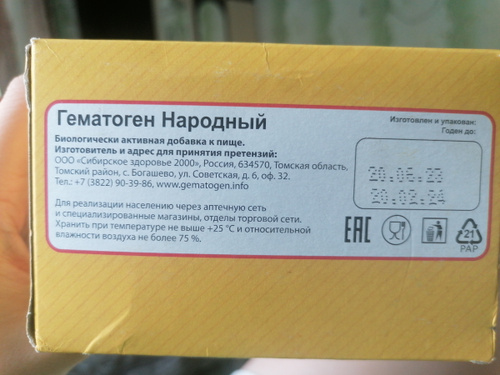 Гематоген Народный
Изготовлен и упакован:
Годен до:
Биологически активная добавка к пище.
Изготовитель и адрес для принятия претензий:
ООО «Сибирское здоровье 2000», Россия, 634570, Томская область,
Томский район, с. Богашево, ул. Советская, д. 6, оф. 32.
Тел.: +7 (3822) 90-39-86, www.gematogen.info
20.06.23
20.02.24
Для реализации населению через аптечную сеть
и специализированные магазины, отделы торговой сети.
Хранить при температуре не выше +25 °С и относительной
влажности воздуха не более 75 %.
EAC
21
PAP